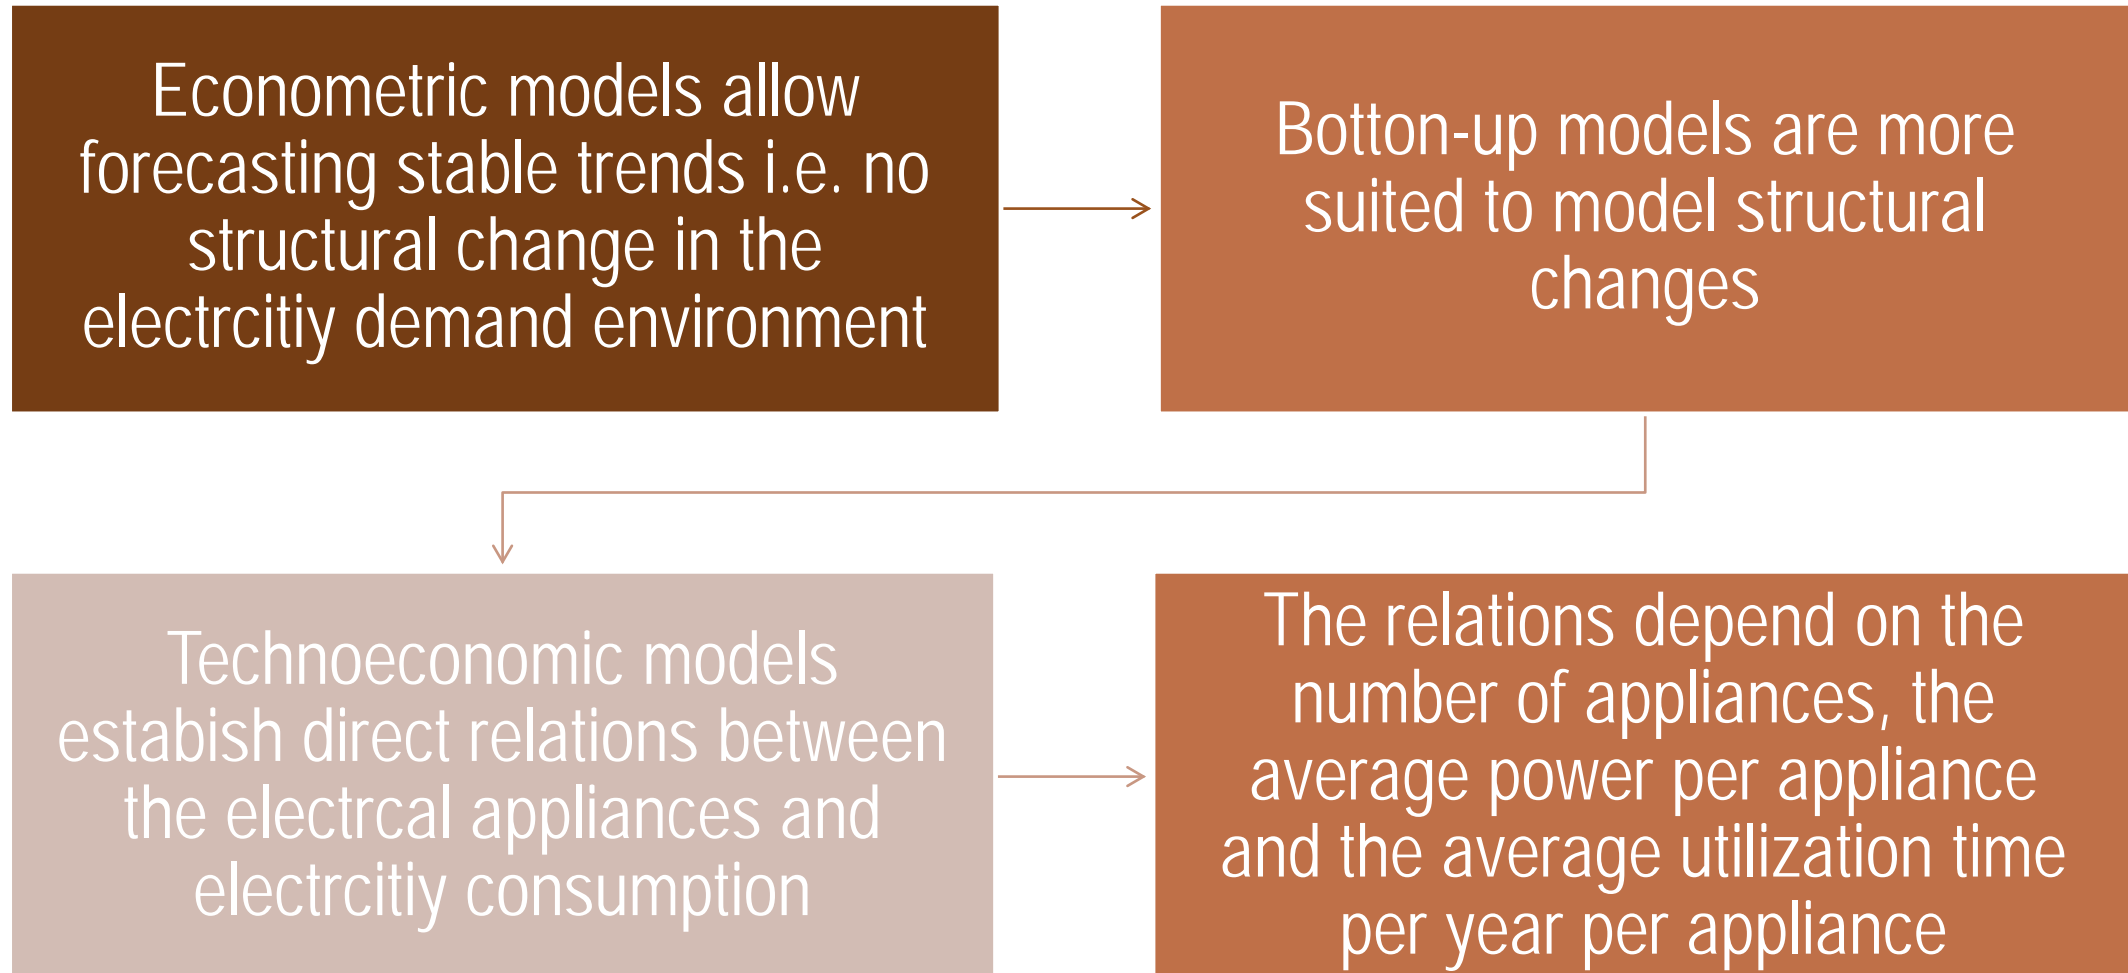 Econometric models allow
forecasting stable trends i.e. no
structural change in the
electrcitiy demand environment
Botton-up models are more
suited to model structural
changes
Technoeconomic models
estabish direct relations between
the electrcal appliances and
electrcitiy consumption
The relations depend on the
number of appliances, the
average power per appliance
and the average utilization time
per year per appliance